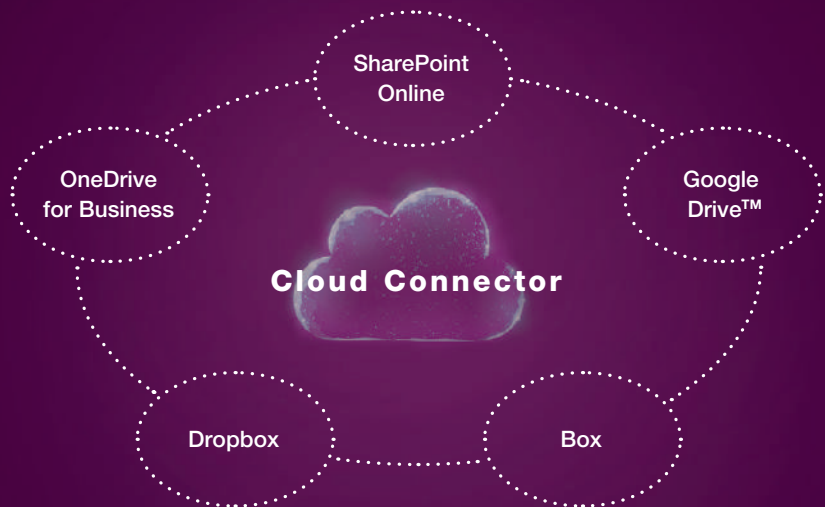 SharePoint
Online
OneDrive
for Business
Google
Drive™
Cloud Connector
Dropbox
Box